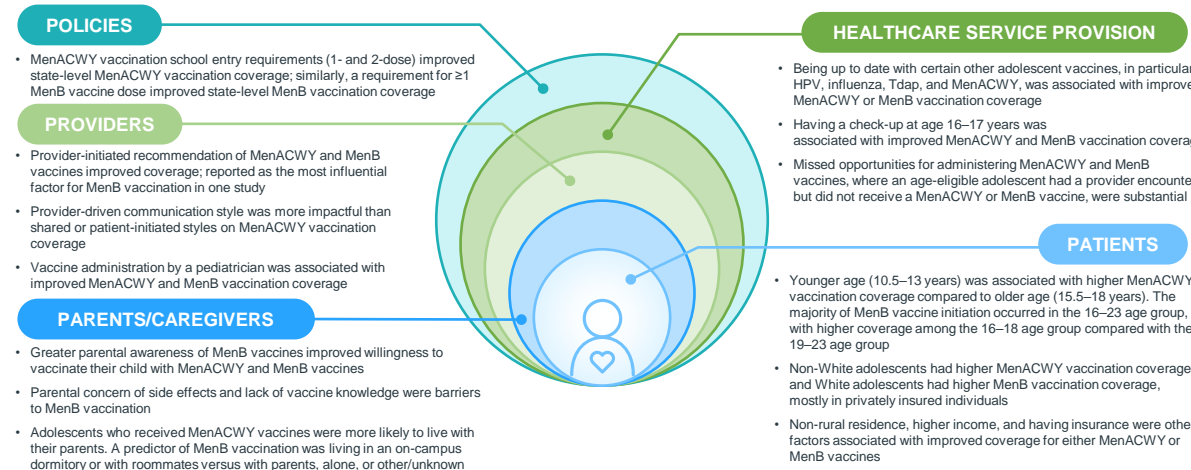 POLICIES
• MenACWY vaccination school entry requirements (1- and 2-dose) improved
state-level MenACWY vaccination coverage; similarly, a requirement for ≥1
MenB vaccine dose improved state-level MenB vaccination coverage
PROVIDERS
• Provider-initiated recommendation of MenACWY and MenB
vaccines improved coverage; reported as the most influential
factor for MenB vaccination in one study
• Provider-driven communication style was more impactful than
shared or patient-initiated styles on MenACWY vaccination
coverage
• Vaccine administration by a pediatrician was associated with
improved MenACWY and MenB vaccination coverage
PARENTS/CAREGIVERS
• Greater parental awareness of MenB vaccines improved willingness to
vaccinate their child with MenACWY and MenB vaccines
• Parental concern of side effects and lack of vaccine knowledge were barriers
to MenB vaccination
• Adolescents who received MenACWY vaccines were more likely to live with
their parents. A predictor of MenB vaccination was living in an on-campus
dormitory or with roommates versus with parents, alone, or other/unknown
HEALTHCARE SERVICE PROVISION
• Being up to date with certain other adolescent vaccines, in particular
HPV, influenza, Tdap, and MenACWY, was associated with improve
MenACWY or MenB vaccination coverage
• Having a check-up at age 16–17 years was
associated with improved MenACWY and MenB vaccination covera
• Missed opportunities for administering MenACWY and MenB
vaccines, where an age-eligible adolescent had a provider encounte
but did not receive a MenACWY or MenB vaccine, were substantial
PATIENTS
• Younger age (10.5–13 years) was associated with higher MenACWY
vaccination coverage compared to older age (15.5–18 years). The
majority of MenB vaccine initiation occurred in the 16–23 age group,
with higher coverage among the 16–18 age group compared with the
19–23 age group
• Non-White adolescents had higher MenACWY vaccination coverage
and White adolescents had higher MenB vaccination coverage,
mostly in privately insured individuals
• Non-rural residence, higher income, and having insurance were othe
factors associated with improved coverage for either MenACWY or
MenB vaccines